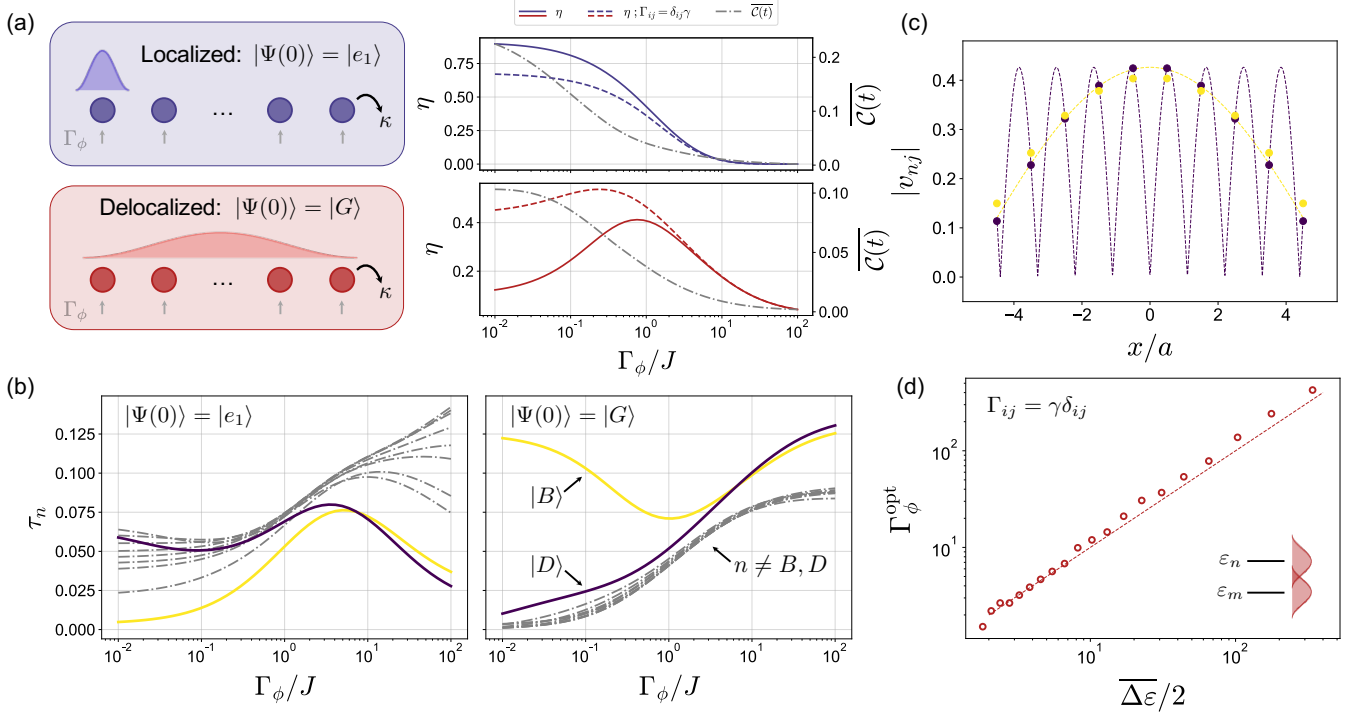 (a)
Localized: |Ψ(0)⟩ = |e₁⟩
...
κ
Γ_ϕ
Delocalized: |Ψ(0)⟩ = |G⟩
...
κ
Γ_ϕ
η
η ; Γ_ij = δ_ij γ
\overline{C(t)}
η
0.75
0.50
0.25
0.00
0.2
0.1
0.0
\overline{C(t)}
η
0.4
0.2
0.10
0.05
0.00
\overline{C(t)}
10⁻² 10⁻¹ 10⁰ 10¹ 10²
Γ_ϕ/J
(c)
|v_nj|
0.4
0.3
0.2
0.1
0.0
−4 −2 0 2 4
x/a
(b)
τ_n
0.125
0.100
0.075
0.050
0.025
0.000
|Ψ(0)⟩ = |e₁⟩
10⁻² 10⁻¹ 10⁰ 10¹ 10²
Γ_ϕ/J
|Ψ(0)⟩ = |G⟩
|B⟩
|D⟩
n ≠ B, D
10⁻² 10⁻¹ 10⁰ 10¹ 10²
Γ_ϕ/J
(d)
Γ_ij = γδ_ij
Γ_ϕ^opt
10²
10¹
ε_n
ε_m
10¹ 10²
\overline{Δε}/2